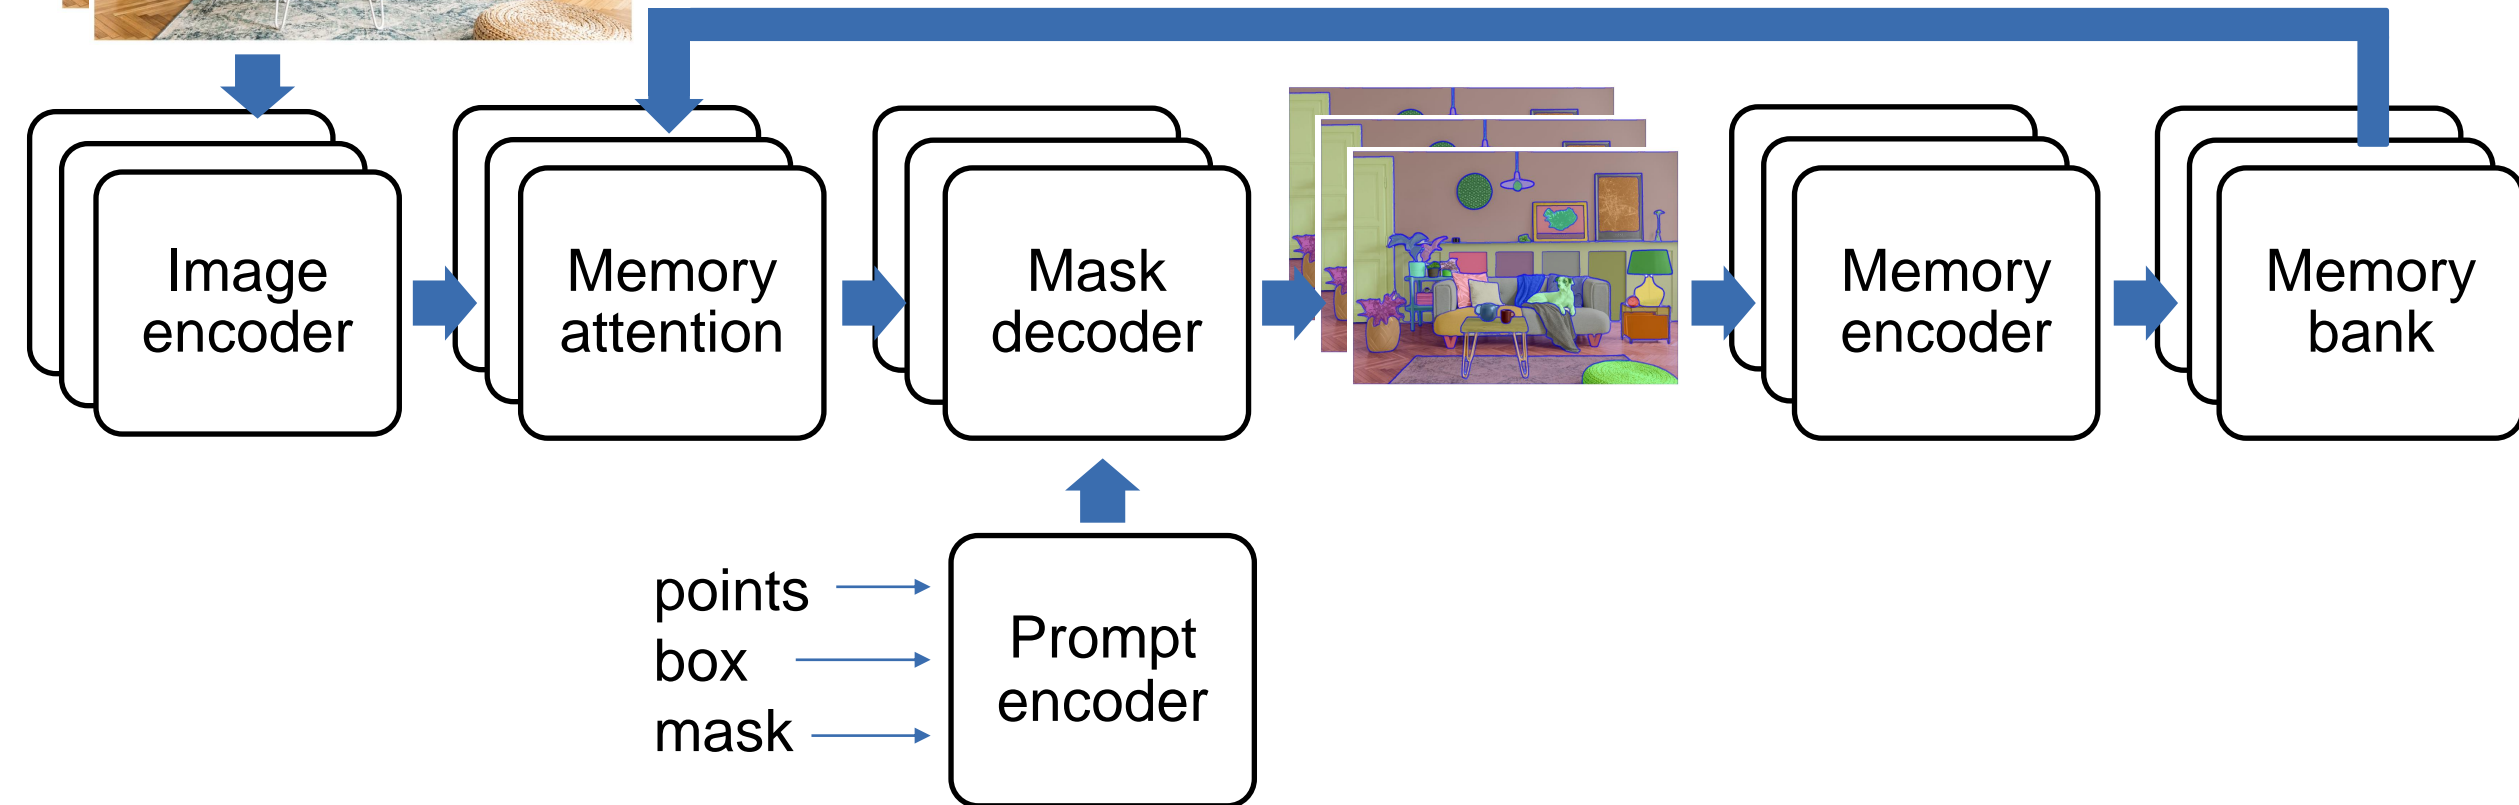 Image
encoder
Memory
attention
Mask
decoder
Memory
encoder
Memory
bank
points
box
mask
Prompt
encoder